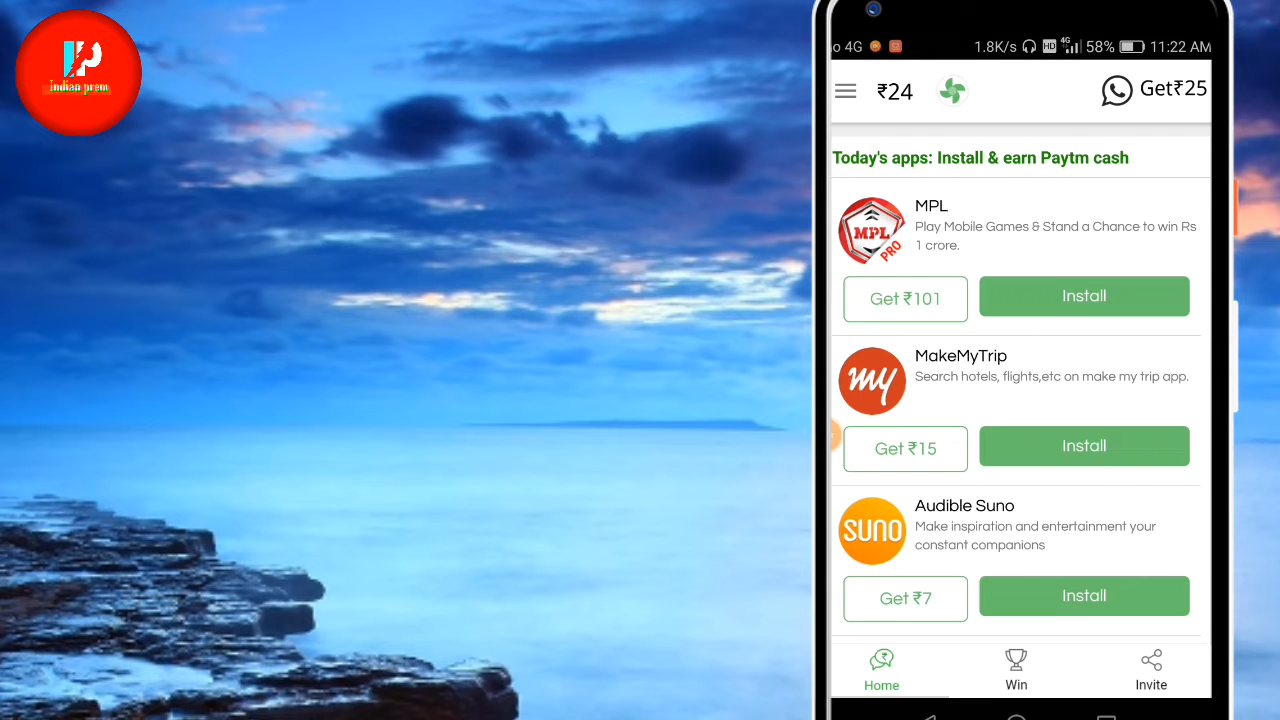 IP
Indian prem
o 4G
1.8K/s HD 4G 58% 11:22 AM
₹24
Get₹25
Today's apps: Install & earn Paytm cash
MPL
Play Mobile Games & Stand a Chance to win Rs
1 crore.
MPL
PRO
Get ₹101
Install
MakeMyTrip
Search hotels, flights,etc on make my trip app.
my
Get ₹15
Install
Audible Suno
Make inspiration and entertainment your
constant companions
suno
Get ₹7
Install
Home
Win
Invite